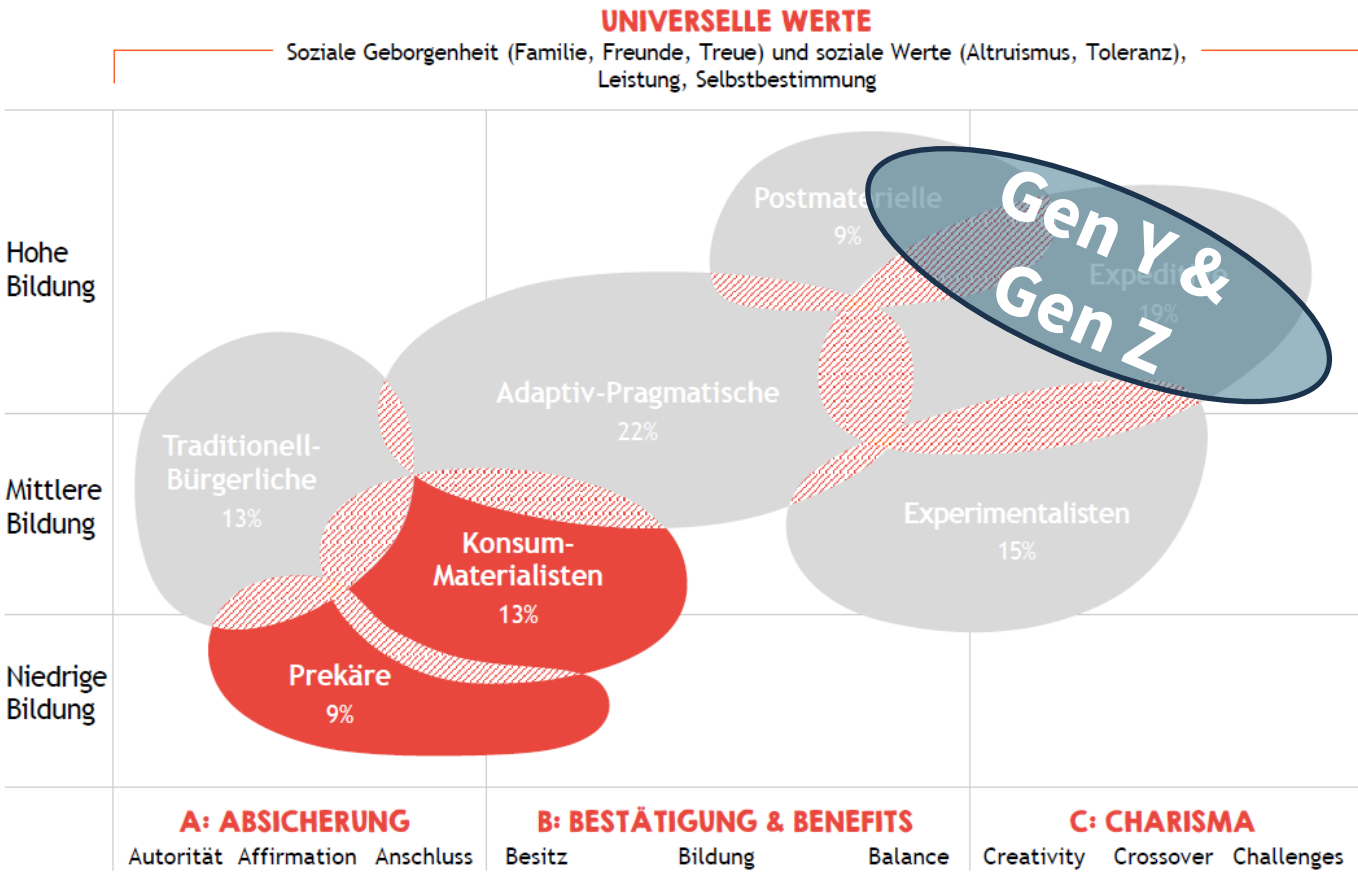 UNIVERSELLE WERTE
Soziale Geborgenheit (Familie, Freunde, Treue) und soziale Werte (Altruismus, Toleranz),
Leistung, Selbstbestimmung
Hohe
Bildung
Postmaterielle
9%
Gen Y &
Gen Z
Expeditive
19%
Adaptiv-Pragmatische
22%
Mittlere
Bildung
Traditionell-
Bürgerliche
13%
Konsum-
Materialisten
13%
Experimentalisten
15%
Niedrige
Bildung
Prekäre
9%
A: ABSICHERUNG
B: BESTÄTIGUNG & BENEFITS
C: CHARISMA
Autorität Affirmation Anschluss
Besitz Bildung Balance
Creativity Crossover Challenges